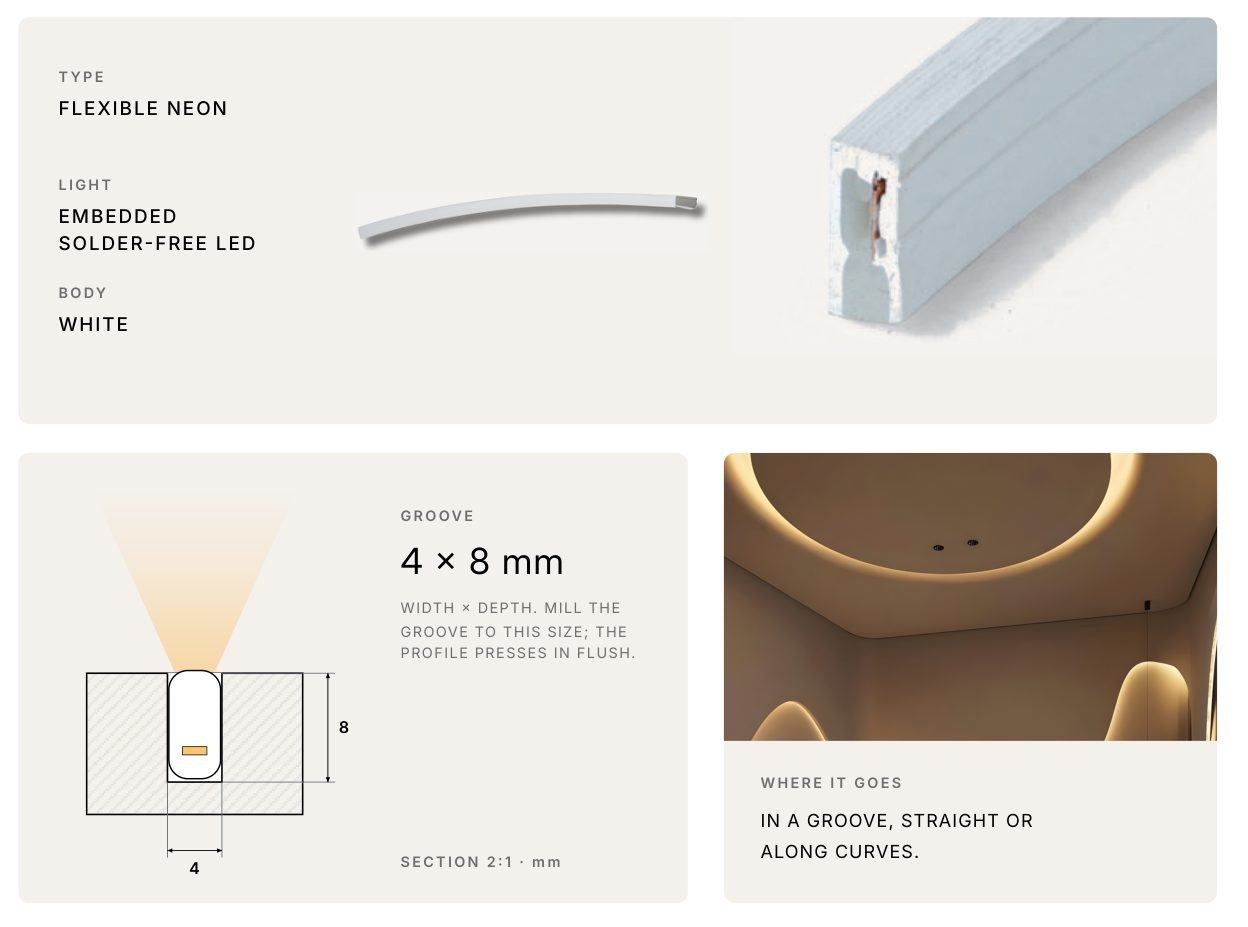 TYPE
FLEXIBLE NEON
LIGHT
EMBEDDED
SOLDER-FREE LED
BODY
WHITE
GROOVE
4 × 8 mm
WIDTH × DEPTH. MILL THE
GROOVE TO THIS SIZE; THE
PROFILE PRESSES IN FLUSH.
8
4
SECTION 2:1 · mm
WHERE IT GOES
IN A GROOVE, STRAIGHT OR
ALONG CURVES.